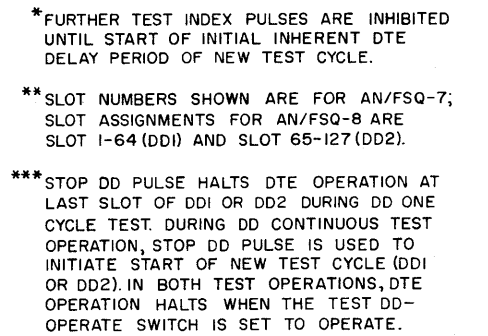 *FURTHER TEST INDEX PULSES ARE INHIBITED
UNTIL START OF INITIAL INHERENT DTE
DELAY PERIOD OF NEW TEST CYCLE.
**SLOT NUMBERS SHOWN ARE FOR AN/FSQ-7;
SLOT ASSIGNMENTS FOR AN/FSQ-8 ARE
SLOT 1-64 (DD1) AND SLOT 65-127 (DD2).
***STOP DD PULSE HALTS DTE OPERATION AT
LAST SLOT OF DD1 OR DD2 DURING DD ONE
CYCLE TEST. DURING DD CONTINUOUS TEST
OPERATION, STOP DD PULSE IS USED TO
INITIATE START OF NEW TEST CYCLE (DD1
OR DD2). IN BOTH TEST OPERATIONS, DTE
OPERATION HALTS WHEN THE TEST DD-
OPERATE SWITCH IS SET TO OPERATE.